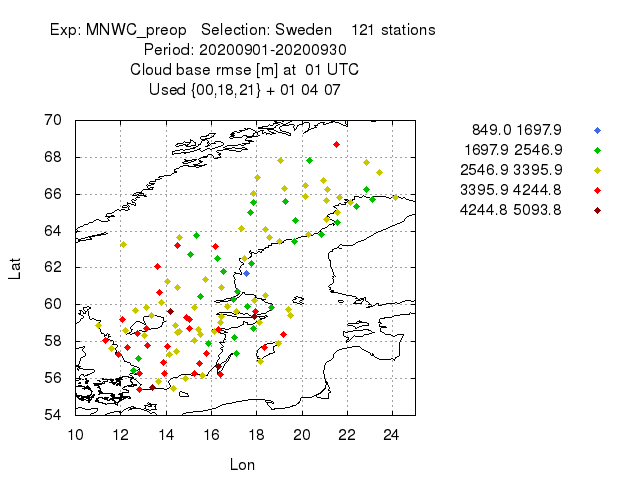 Exp: MNWC_preop   Selection: Sweden    121 stations
Period: 20200901-20200930
Cloud base rmse [m] at  01 UTC
Used {00,18,21} + 01 04 07
849.0 1697.9
1697.9 2546.9
2546.9 3395.9
3395.9 4244.8
4244.8 5093.8
70
68
66
64
62
60
58
56
54
Lat
10 12 14 16 18 20 22 24
Lon